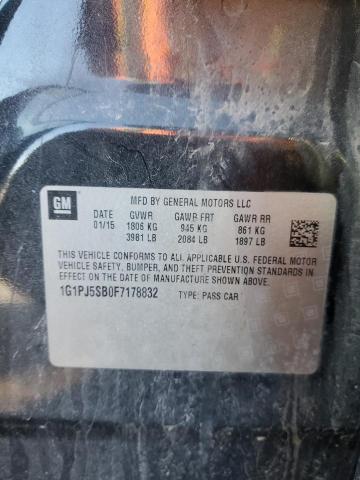 GM
MFD BY GENERAL MOTORS LLC
DATE GVWR GAWR FRT GAWR RR
01/15 1806 KG 945 KG 861 KG
3981 LB 2084 LB 1897 LB
THIS VEHICLE CONFORMS TO ALL APPLICABLE U.S. FEDERAL MOTOR
VEHICLE SAFETY, BUMPER, AND THEFT PREVENTION STANDARDS
IN EFFECT ON THE DATE OF MANUFACTURE SHOWN ABOVE.
1G1PJ5SB0F7178832 TYPE: PASS CAR